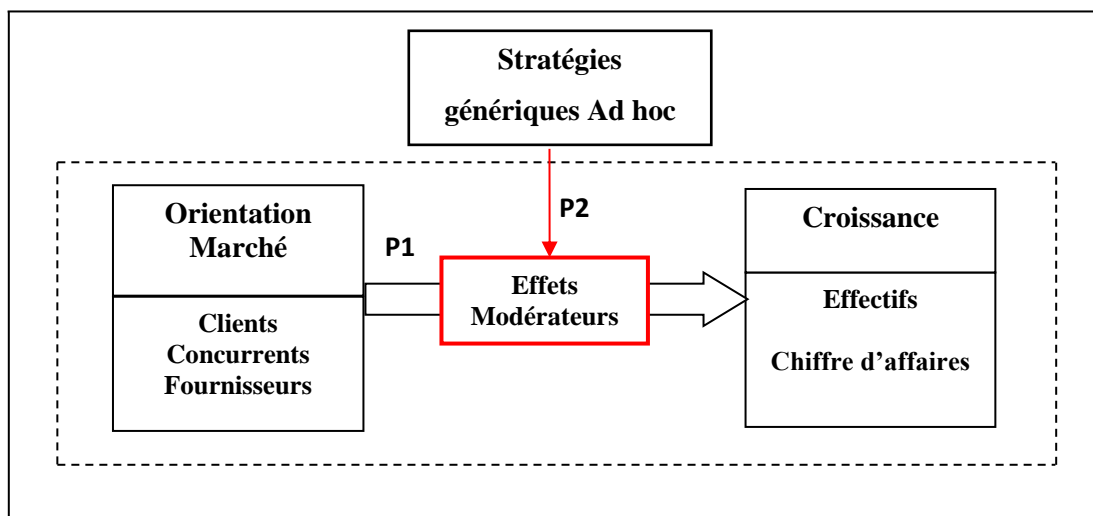 Stratégies
génériques Ad hoc
Orientation
Marché
Clients
Concurrents
Fournisseurs
P1
P2
Effets
Modérateurs
Croissance
Effectifs
Chiffre d’affaires